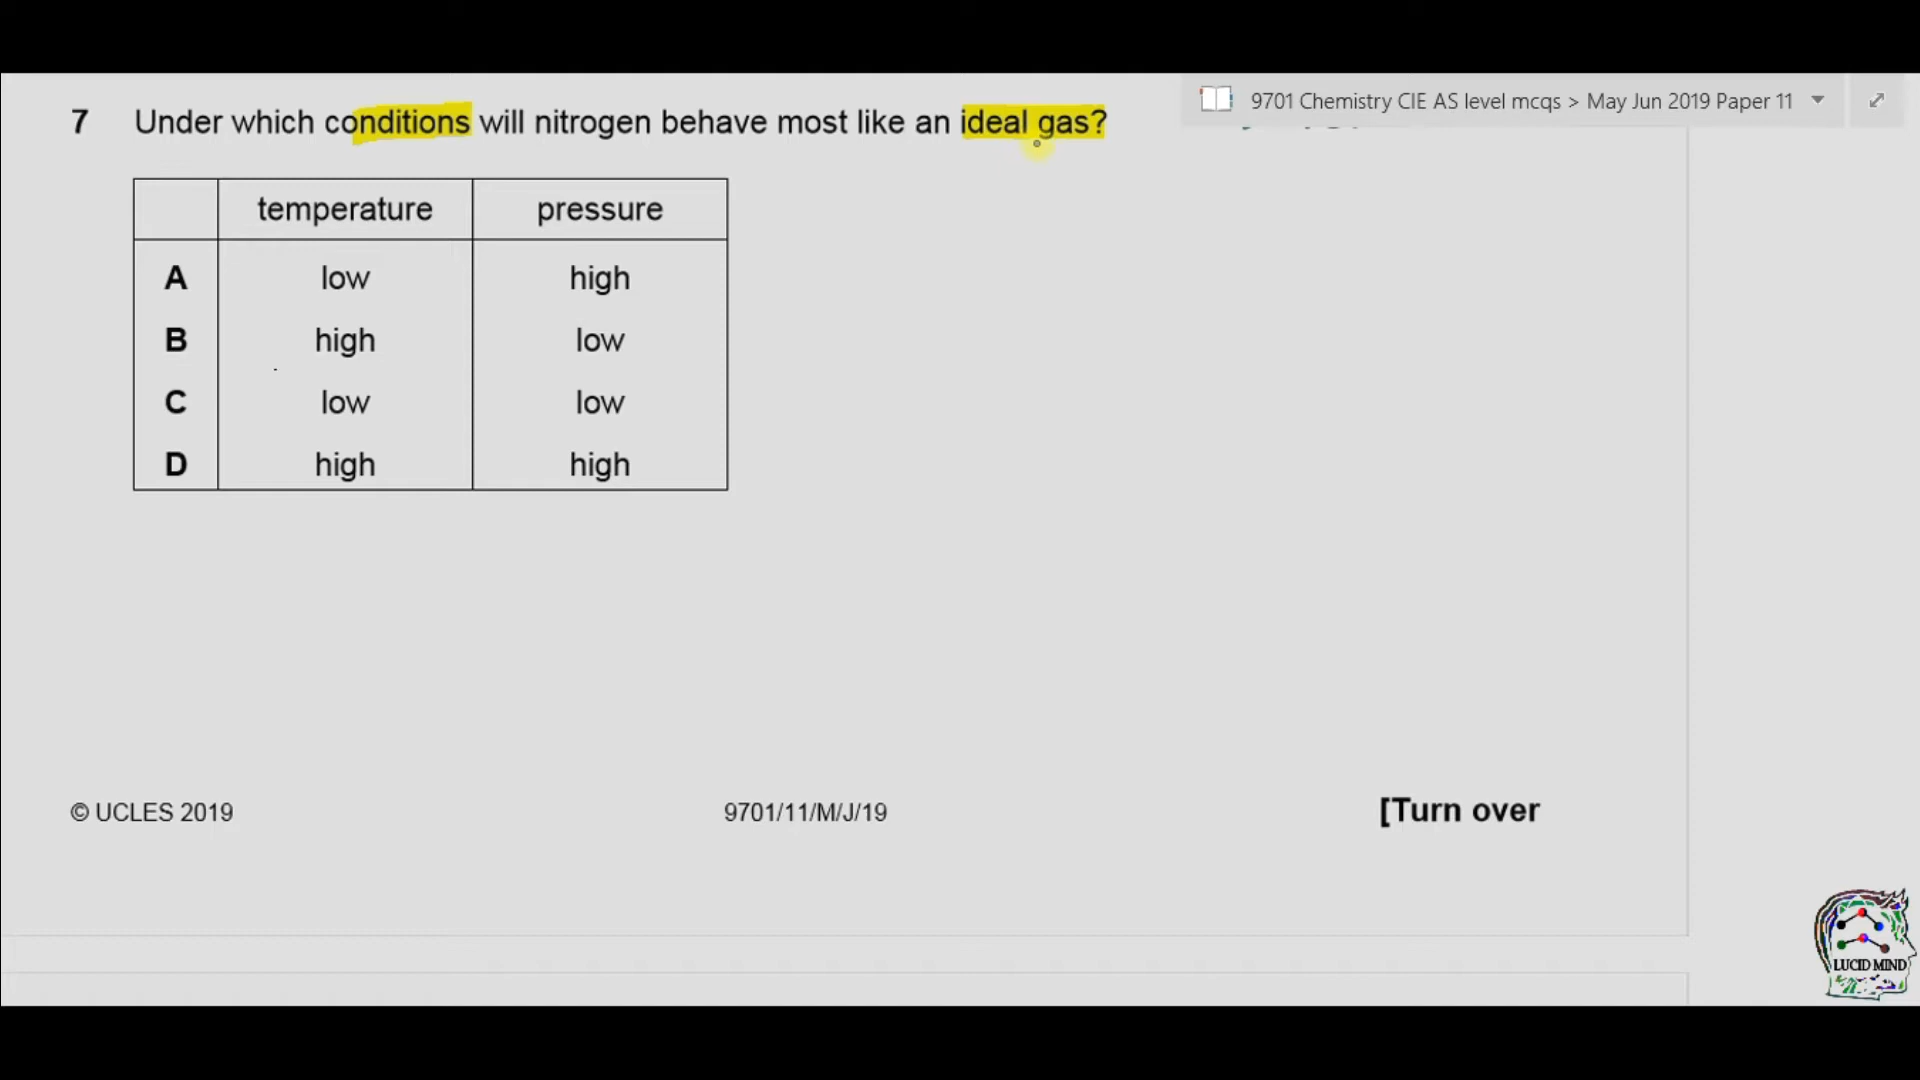 9701 Chemistry CIE AS level mcqs > May Jun 2019 Paper 11
7 Under which conditions will nitrogen behave most like an ideal gas?
temperature pressure
A low high
B high low
C low low
D high high
© UCLES 2019 9701/11/M/J/19 [Turn over
LUCID MIND